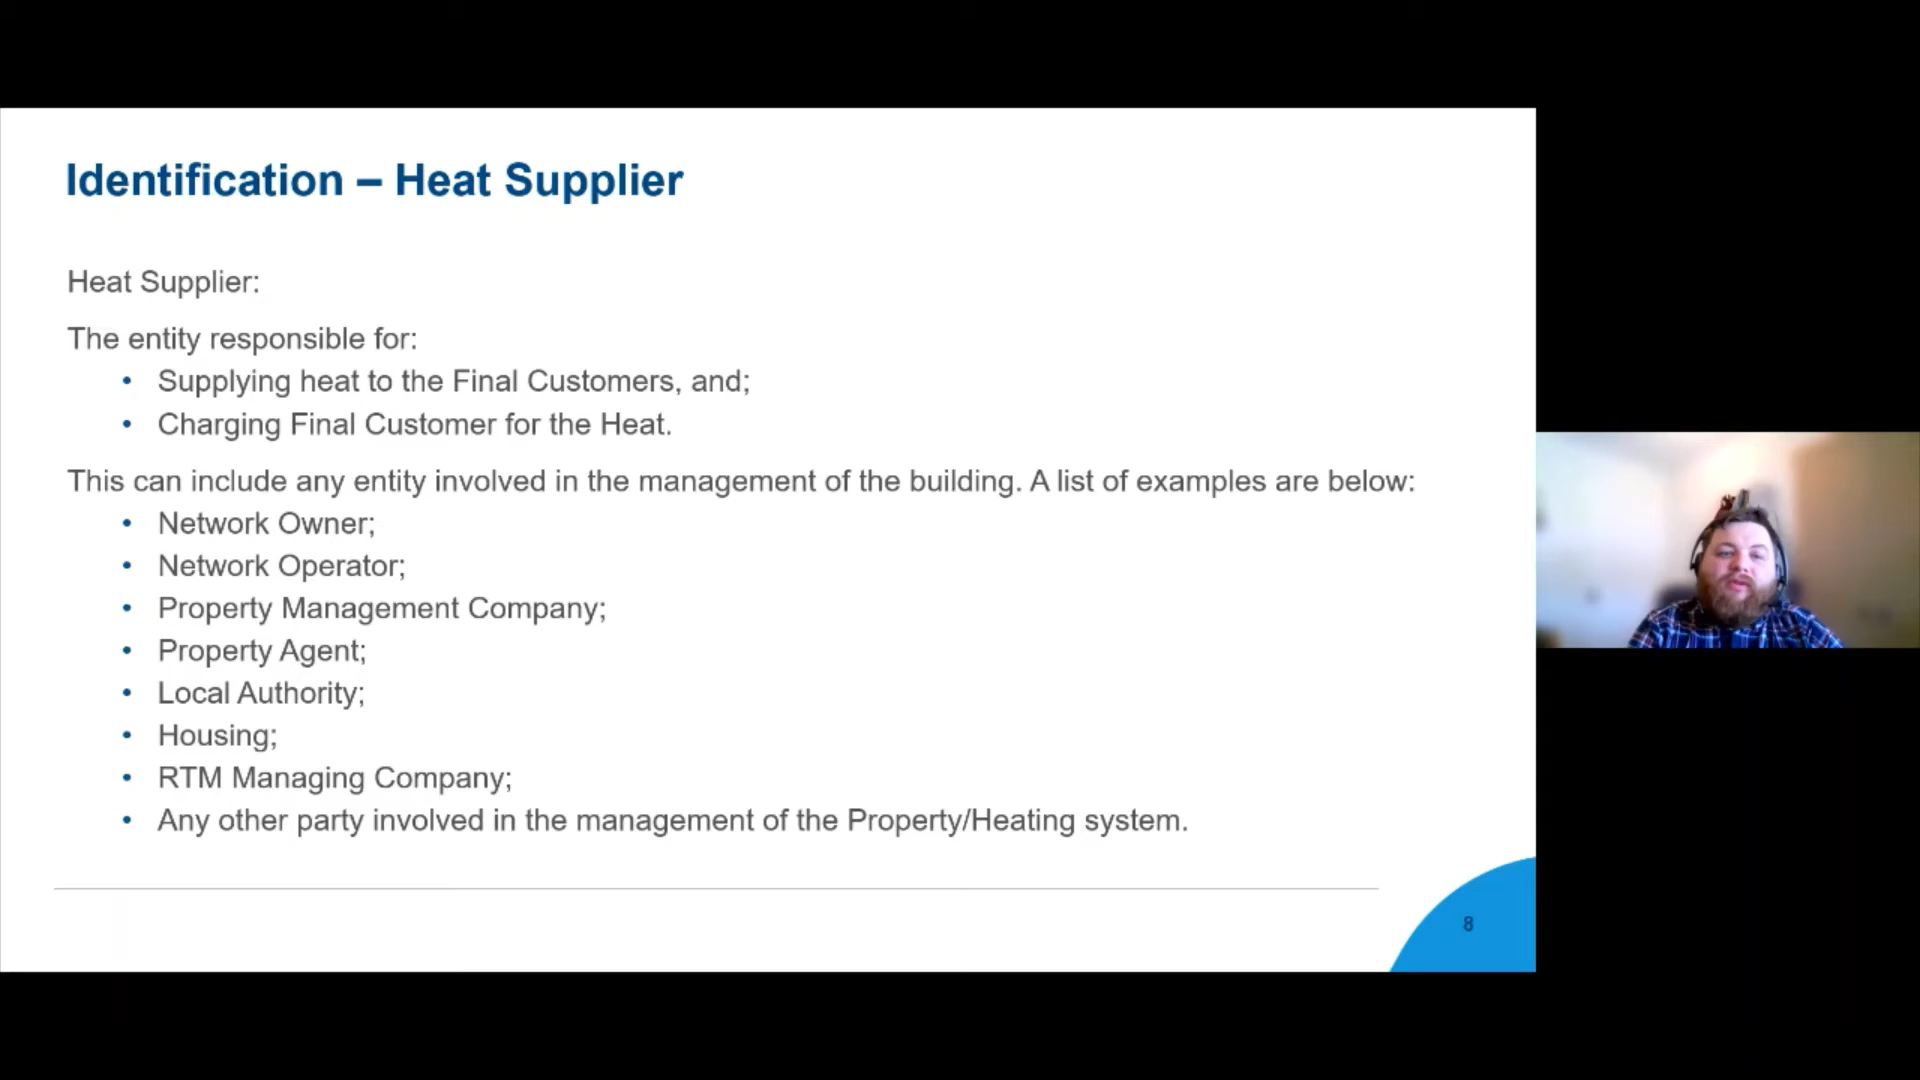 Identification – Heat Supplier
Heat Supplier:
The entity responsible for:
• Supplying heat to the Final Customers, and;
• Charging Final Customer for the Heat.
This can include any entity involved in the management of the building. A list of examples are below:
• Network Owner;
• Network Operator;
• Property Management Company;
• Property Agent;
• Local Authority;
• Housing;
• RTM Managing Company;
• Any other party involved in the management of the Property/Heating system.
8